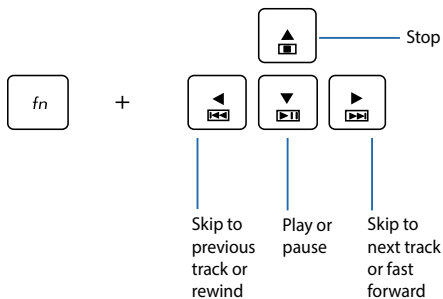 Stop
fn +
Skip to
previous
track or
rewind
Play or
pause
Skip to
next track
or fast
forward